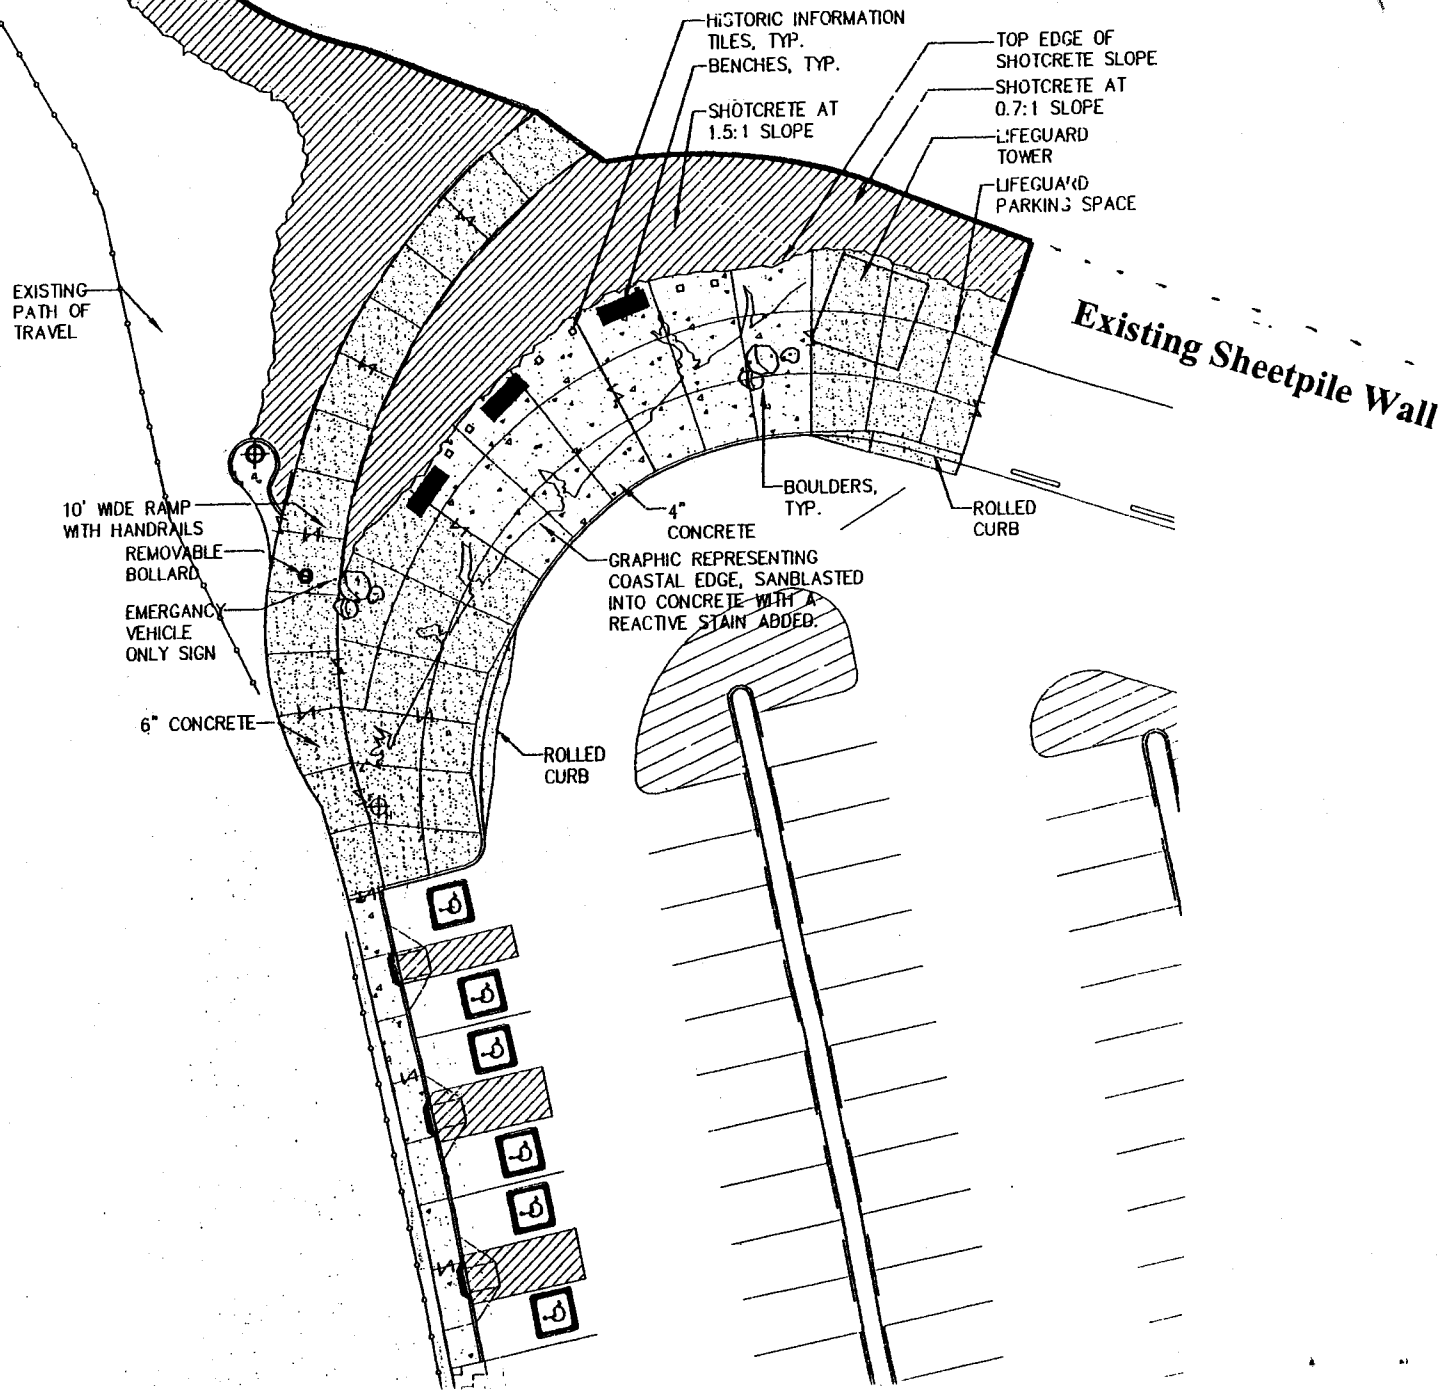 HISTORIC INFORMATION
TILES, TYP.
BENCHES, TYP.
SHOTCRETE AT
1.5:1 SLOPE
TOP EDGE OF
SHOTCRETE SLOPE
SHOTCRETE AT
0.7:1 SLOPE
LIFEGUARD
TOWER
LIFEGUARD
PARKING SPACE
EXISTING
PATH OF
TRAVEL
Existing Sheetpile Wall
10' WIDE RAMP
WITH HANDRAILS
REMOVABLE
BOLLARD
EMERGANCY
VEHICLE
ONLY SIGN
6" CONCRETE
BOULDERS,
TYP.
ROLLED
CURB
4"
CONCRETE
GRAPHIC REPRESENTING
COASTAL EDGE, SANBLASTED
INTO CONCRETE WITH A
REACTIVE STAIN ADDED.
ROLLED
CURB